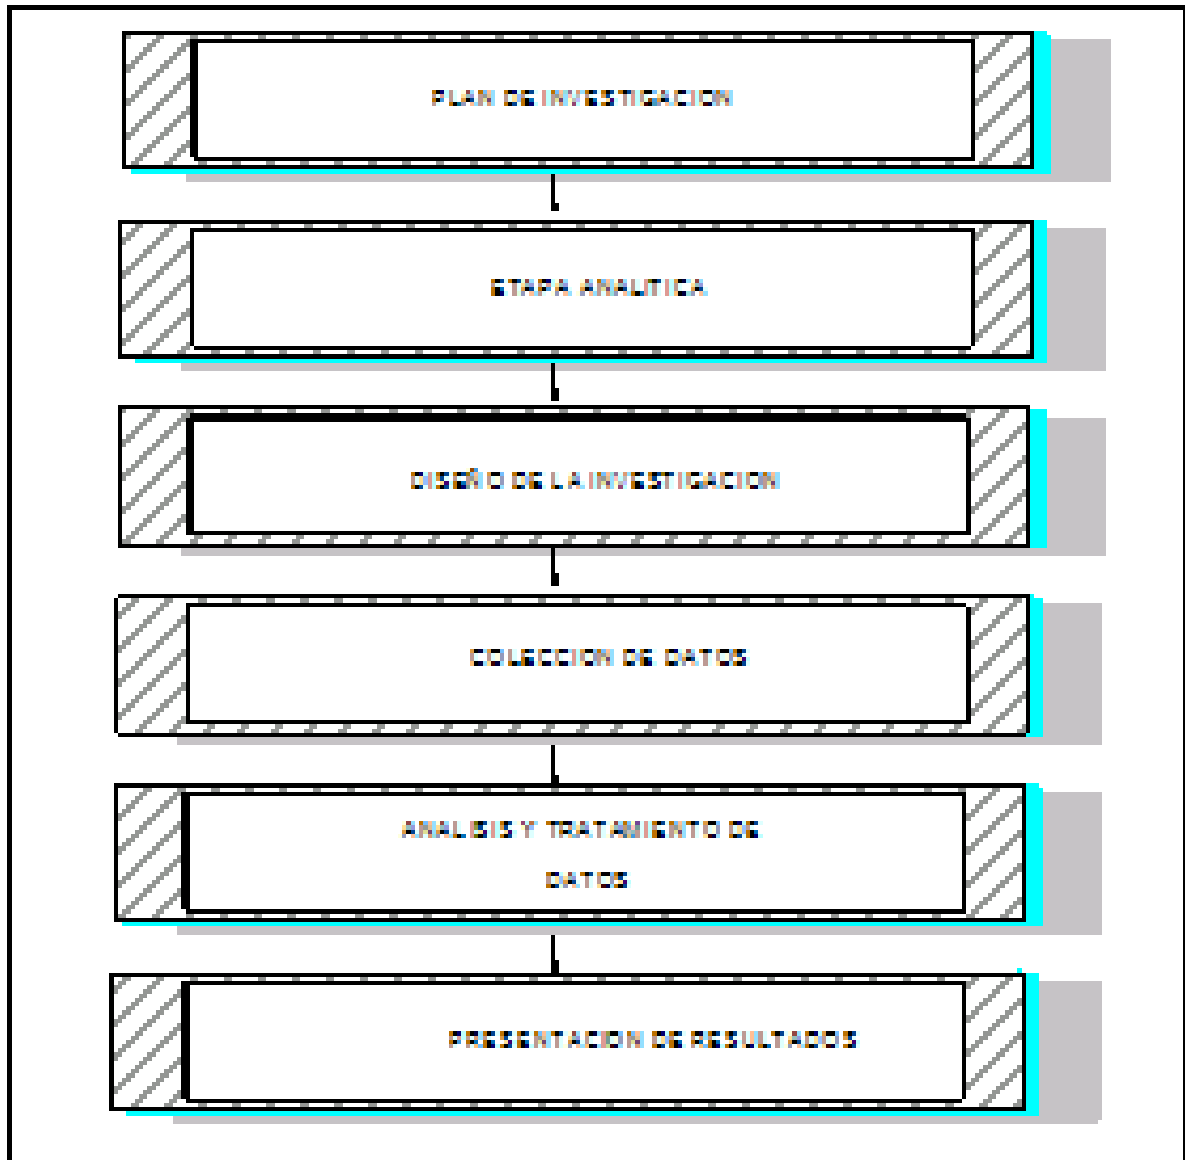 PLAN DE INVESTIGACION
ETAPA ANALITICA
DISEÑO DE LA INVESTIGACION
COLECCION DE DATOS
ANALISIS Y TRATAMIENTO DE
DATOS
PRESENTACION DE RESULTADOS